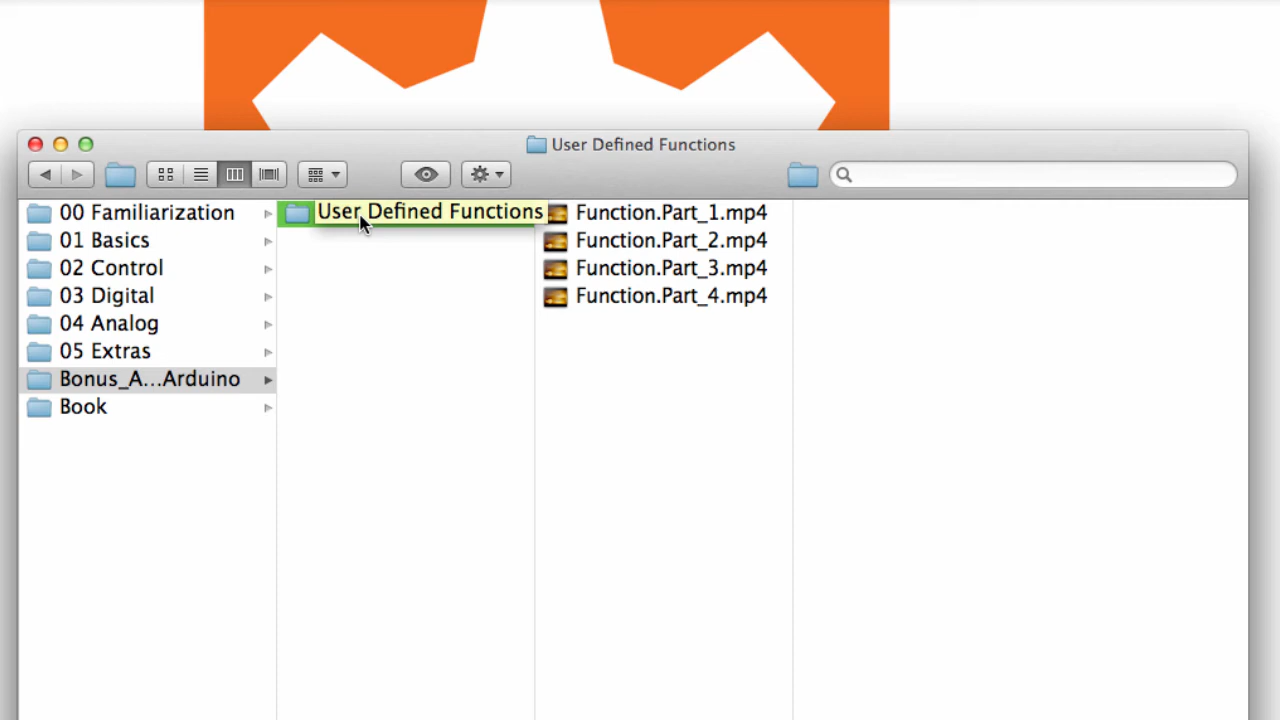 User Defined Functions
00 Familiarization
01 Basics
02 Control
03 Digital
04 Analog
05 Extras
Bonus_A...Arduino
Book
User Defined Functions
Function.Part_1.mp4
Function.Part_2.mp4
Function.Part_3.mp4
Function.Part_4.mp4